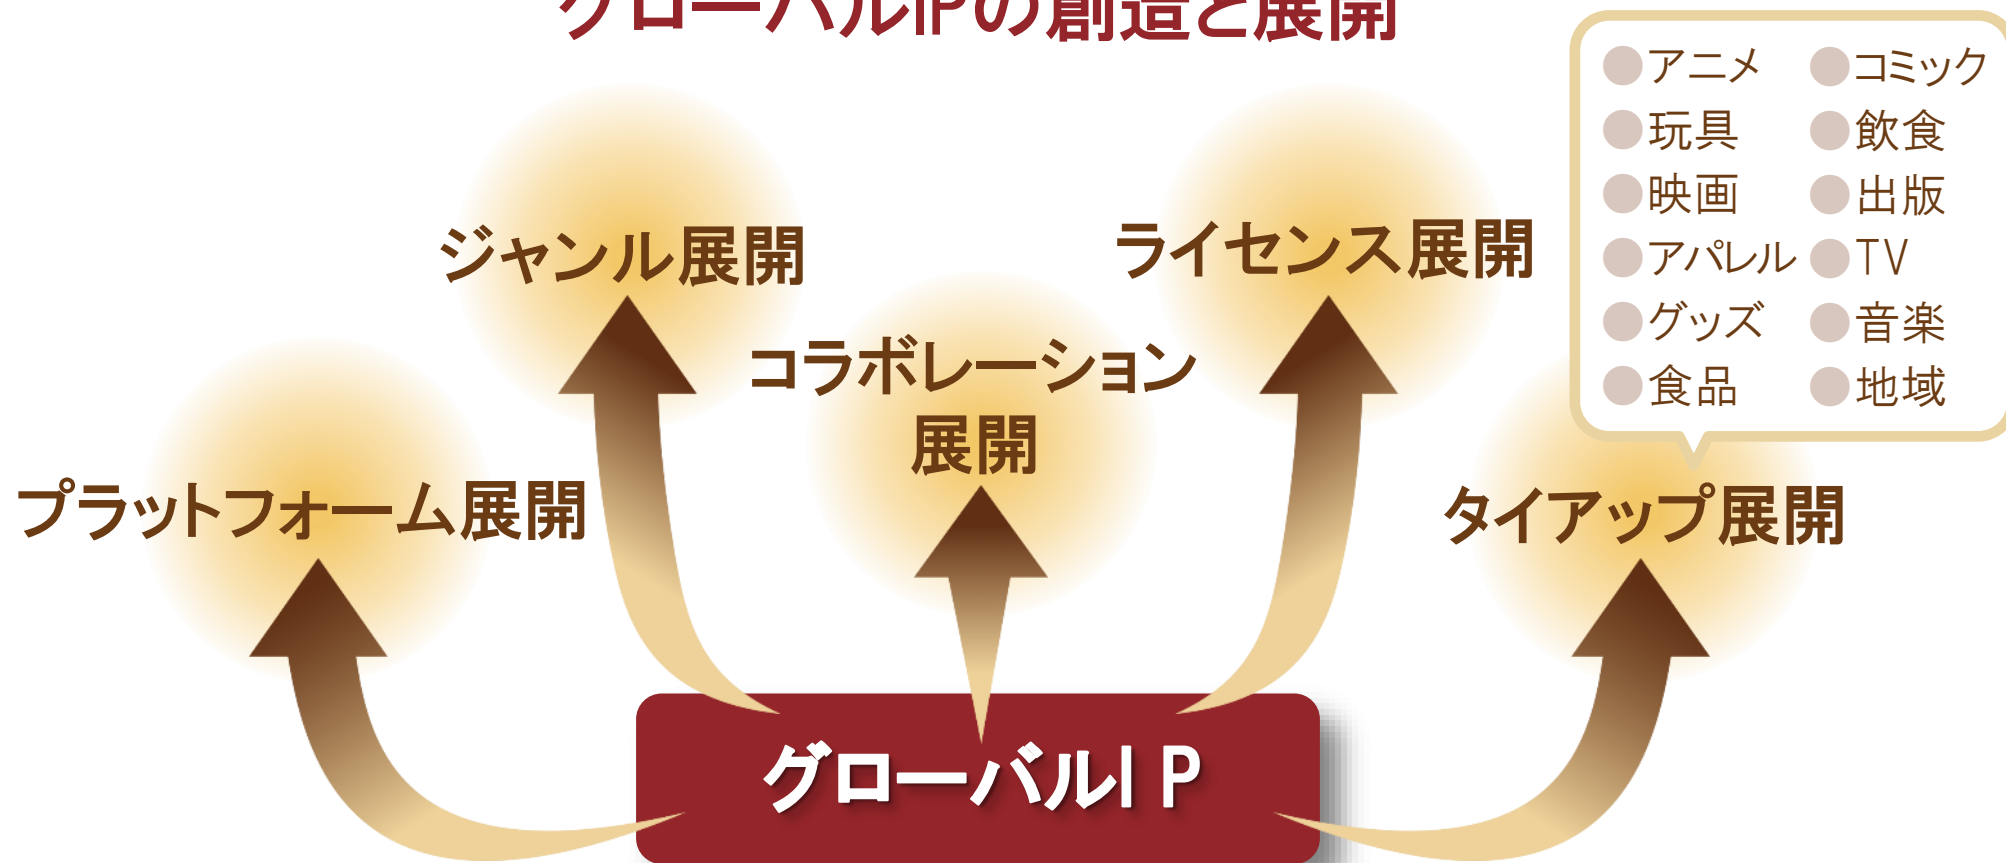 グローバルIPの創造と展開
●アニメ ●コミック
●玩具 ●飲食
●映画 ●出版
●アパレル ●TV
●グッズ ●音楽
●食品 ●地域
ジャンル展開
ライセンス展開
コラボレーション
展開
プラットフォーム展開
タイアップ展開
グローバルIP